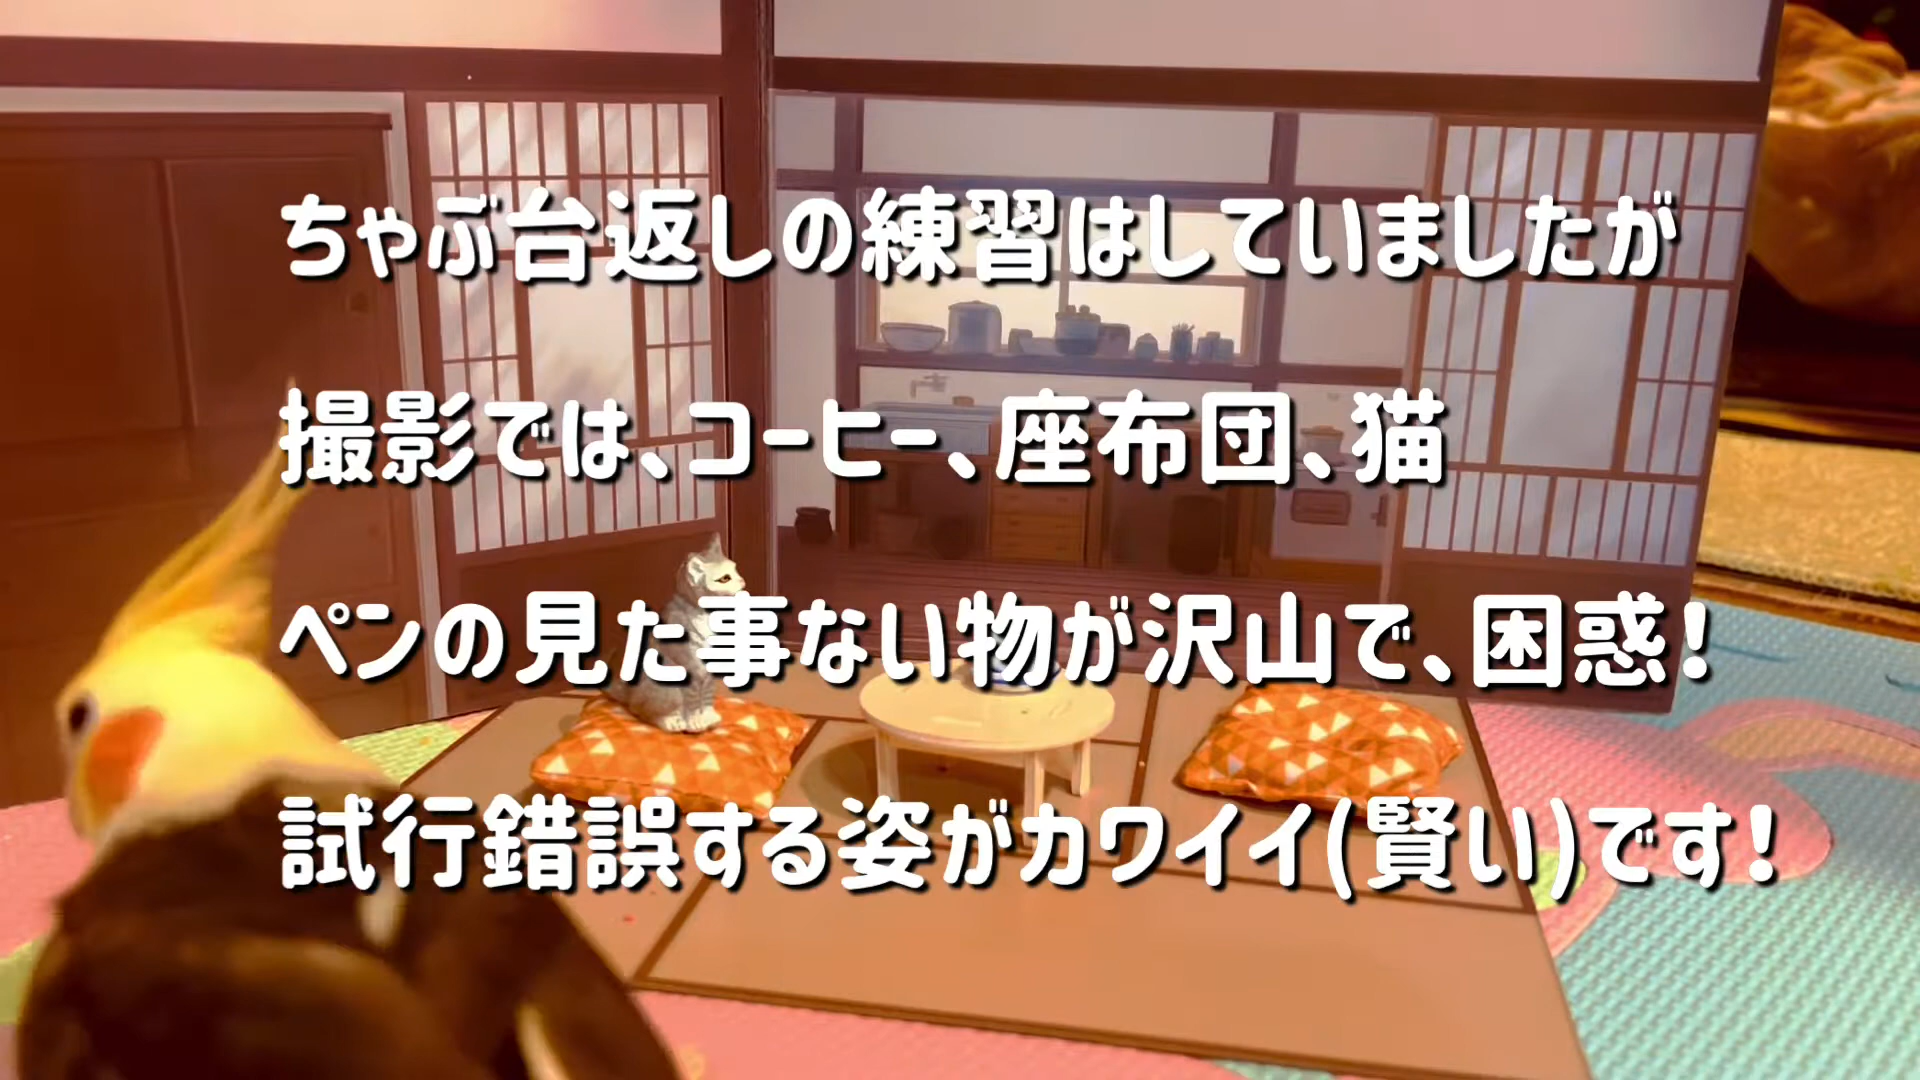 ちゃぶ台返しの練習はしていましたが
撮影では、コーヒー、座布団、猫
ペンの見た事ない物が沢山で、困惑！
試行錯誤する姿がカワイイ(賢い)です！